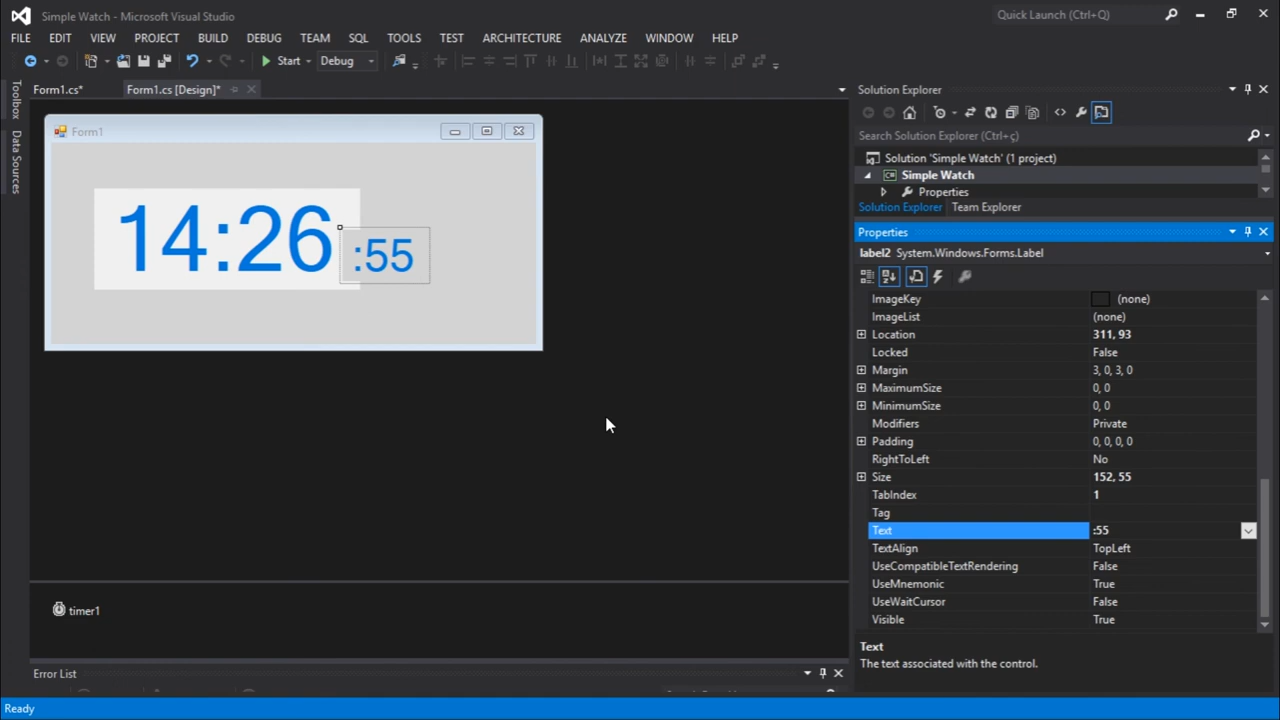 Simple Watch - Microsoft Visual Studio
Quick Launch (Ctrl+Q)
FILE EDIT VIEW PROJECT BUILD DEBUG TEAM SQL TOOLS TEST ARCHITECTURE ANALYZE WINDOW HELP
Start Debug
Toolbox
Data Sources
Form1.cs* Form1.cs [Design]*
Form1
14:26
:55
timer1
Error List
Solution Explorer
Search Solution Explorer (Ctrl+ç)
Solution 'Simple Watch' (1 project)
C# Simple Watch
Properties
Solution Explorer Team Explorer
Properties
label2 System.Windows.Forms.Label
ImageKey (none)
ImageList (none)
Location 311, 93
Locked False
Margin 3, 0, 3, 0
MaximumSize 0, 0
MinimumSize 0, 0
Modifiers Private
Padding 0, 0, 0, 0
RightToLeft No
Size 152, 55
TabIndex 1
Tag
Text :55
TextAlign TopLeft
UseCompatibleTextRendering False
UseMnemonic True
UseWaitCursor False
Visible True
Text
The text associated with the control.
Ready